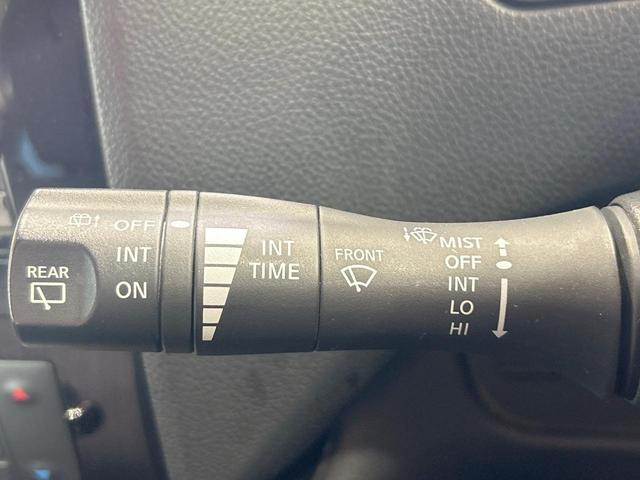 REAR
OFF
INT
ON
INT
TIME
FRONT
MIST
OFF
INT
LO
HI